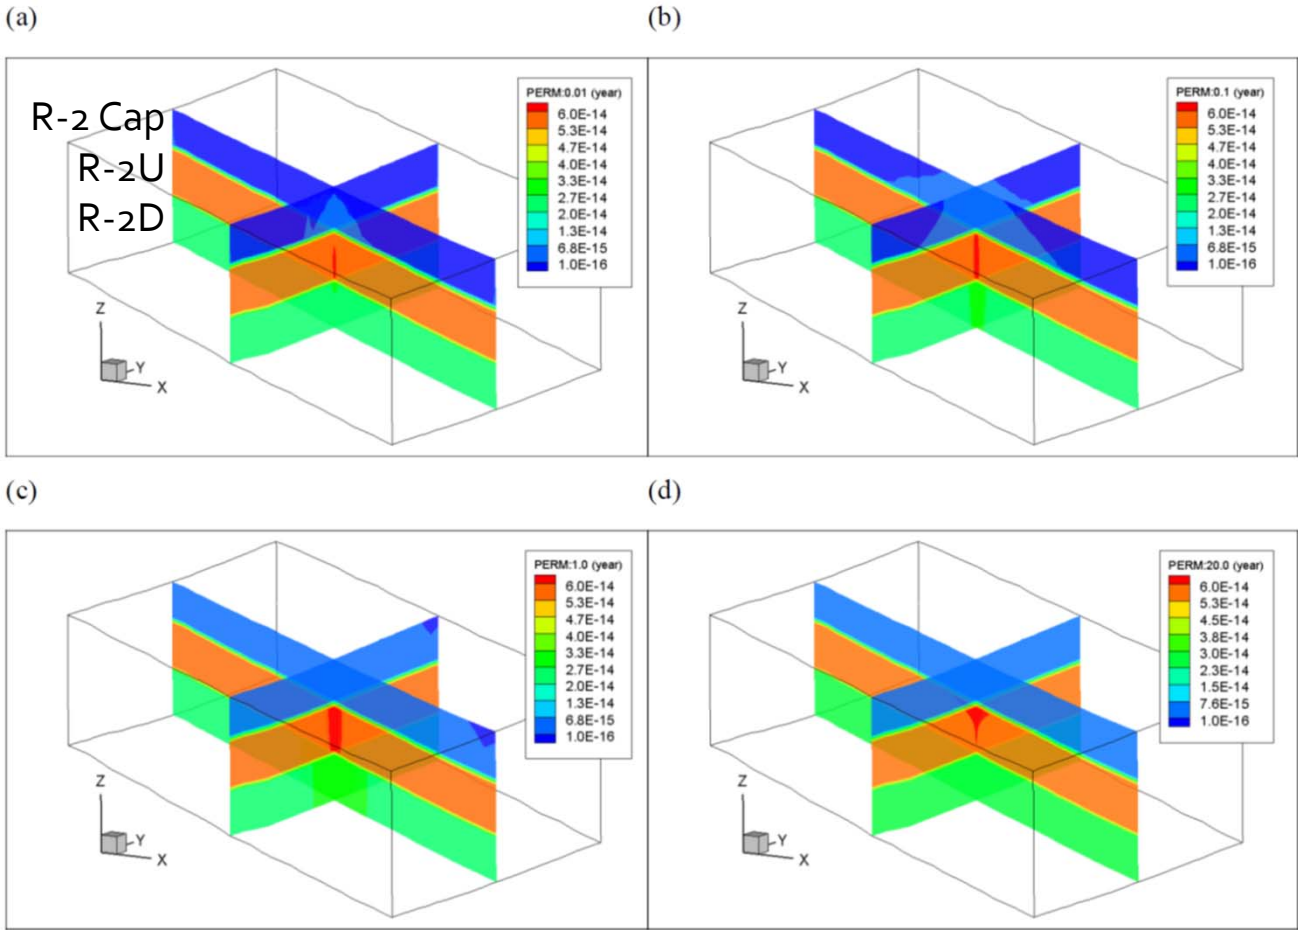 (a)
(b)
R-2 Cap
R-2U
R-2D
PERM:0.01 (year)
6.0E-14
5.3E-14
4.7E-14
4.0E-14
3.3E-14
2.7E-14
2.0E-14
1.3E-14
6.8E-15
1.0E-16
Z
Y
X
PERM:0.1 (year)
6.0E-14
5.3E-14
4.7E-14
4.0E-14
3.3E-14
2.7E-14
2.0E-14
1.3E-14
6.8E-15
1.0E-16
Z
Y
X
(c)
(d)
PERM:1.0 (year)
6.0E-14
5.3E-14
4.7E-14
4.0E-14
3.3E-14
2.7E-14
2.0E-14
1.3E-14
6.8E-15
1.0E-16
Z
Y
X
PERM:20.0 (year)
6.0E-14
5.3E-14
4.5E-14
3.8E-14
3.0E-14
2.3E-14
1.5E-14
7.6E-15
1.0E-16
Z
Y
X